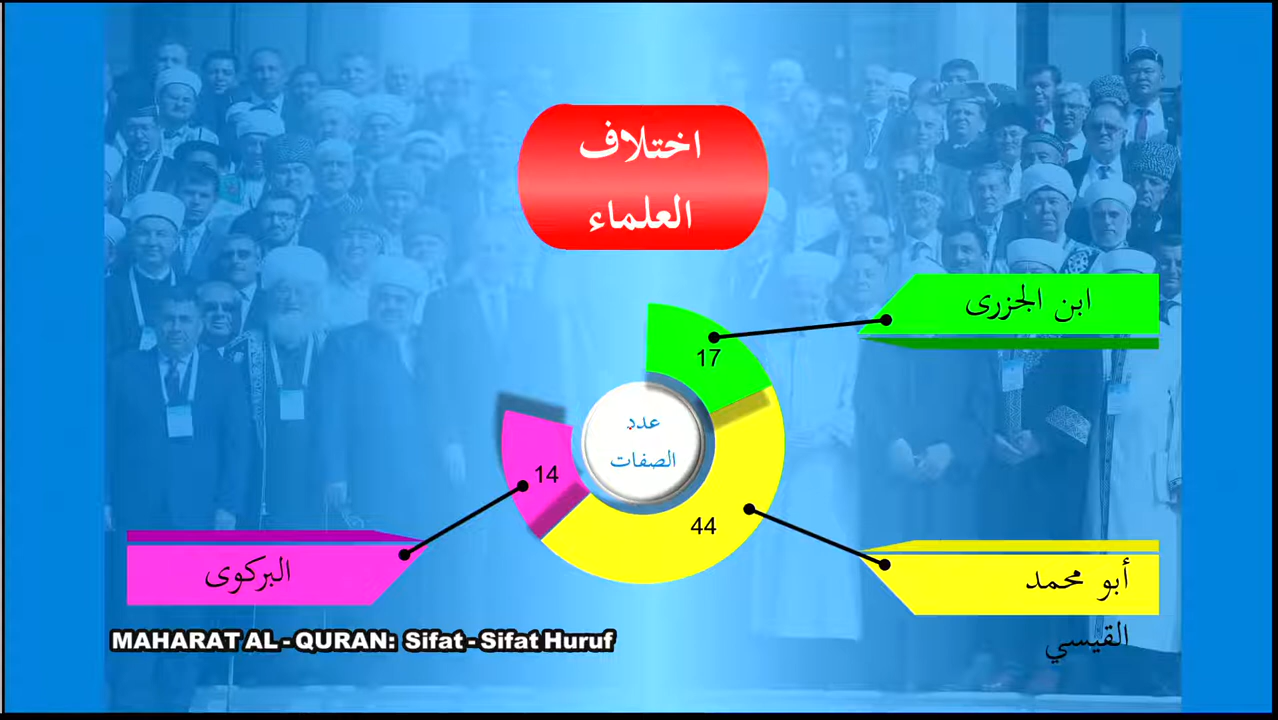 اختلاف
العلماء
ابن الجزرى
17
عدد
الصفات
14
44
البركوى
أبو محمد
القيسي
MAHARAT AL-QURAN: Sifat-Sifat Huruf